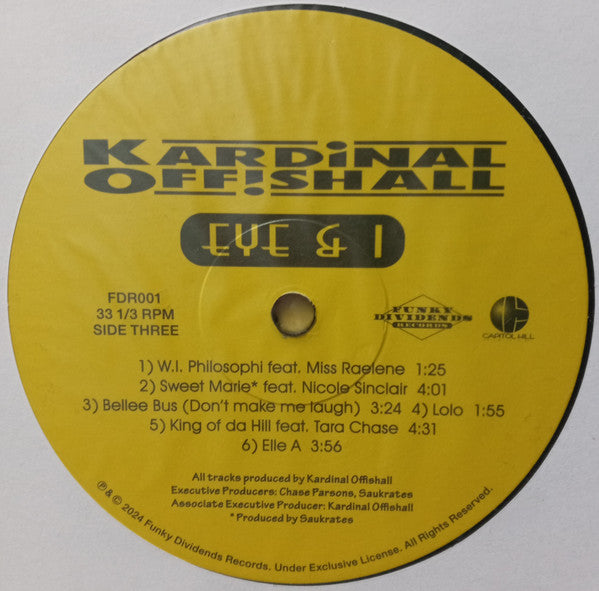 KARDiNAL
OFF!SHALL
EYE & I
FDR001
33 1/3 RPM
SIDE THREE
FUNKY
DIVIDENDS
RECORDS
CAPITOL HILL
1) W.I. Philosophi feat. Miss Raelene 1:25
2) Sweet Marie* feat. Nicole Sinclair 4:01
3) Bellee Bus (Don't make me laugh) 3:24 4) Lolo 1:55
5) King of da Hill feat. Tara Chase 4:31
6) Elle A 3:56
All tracks produced by Kardinal Offishall
Executive Producers: Chase Parsons, Saukrates
Associate Executive Producer: Kardinal Offishall
* Produced by Saukrates
℗ & © 2024 Funky Dividends Records. Under Exclusive License. All Rights Reserved.